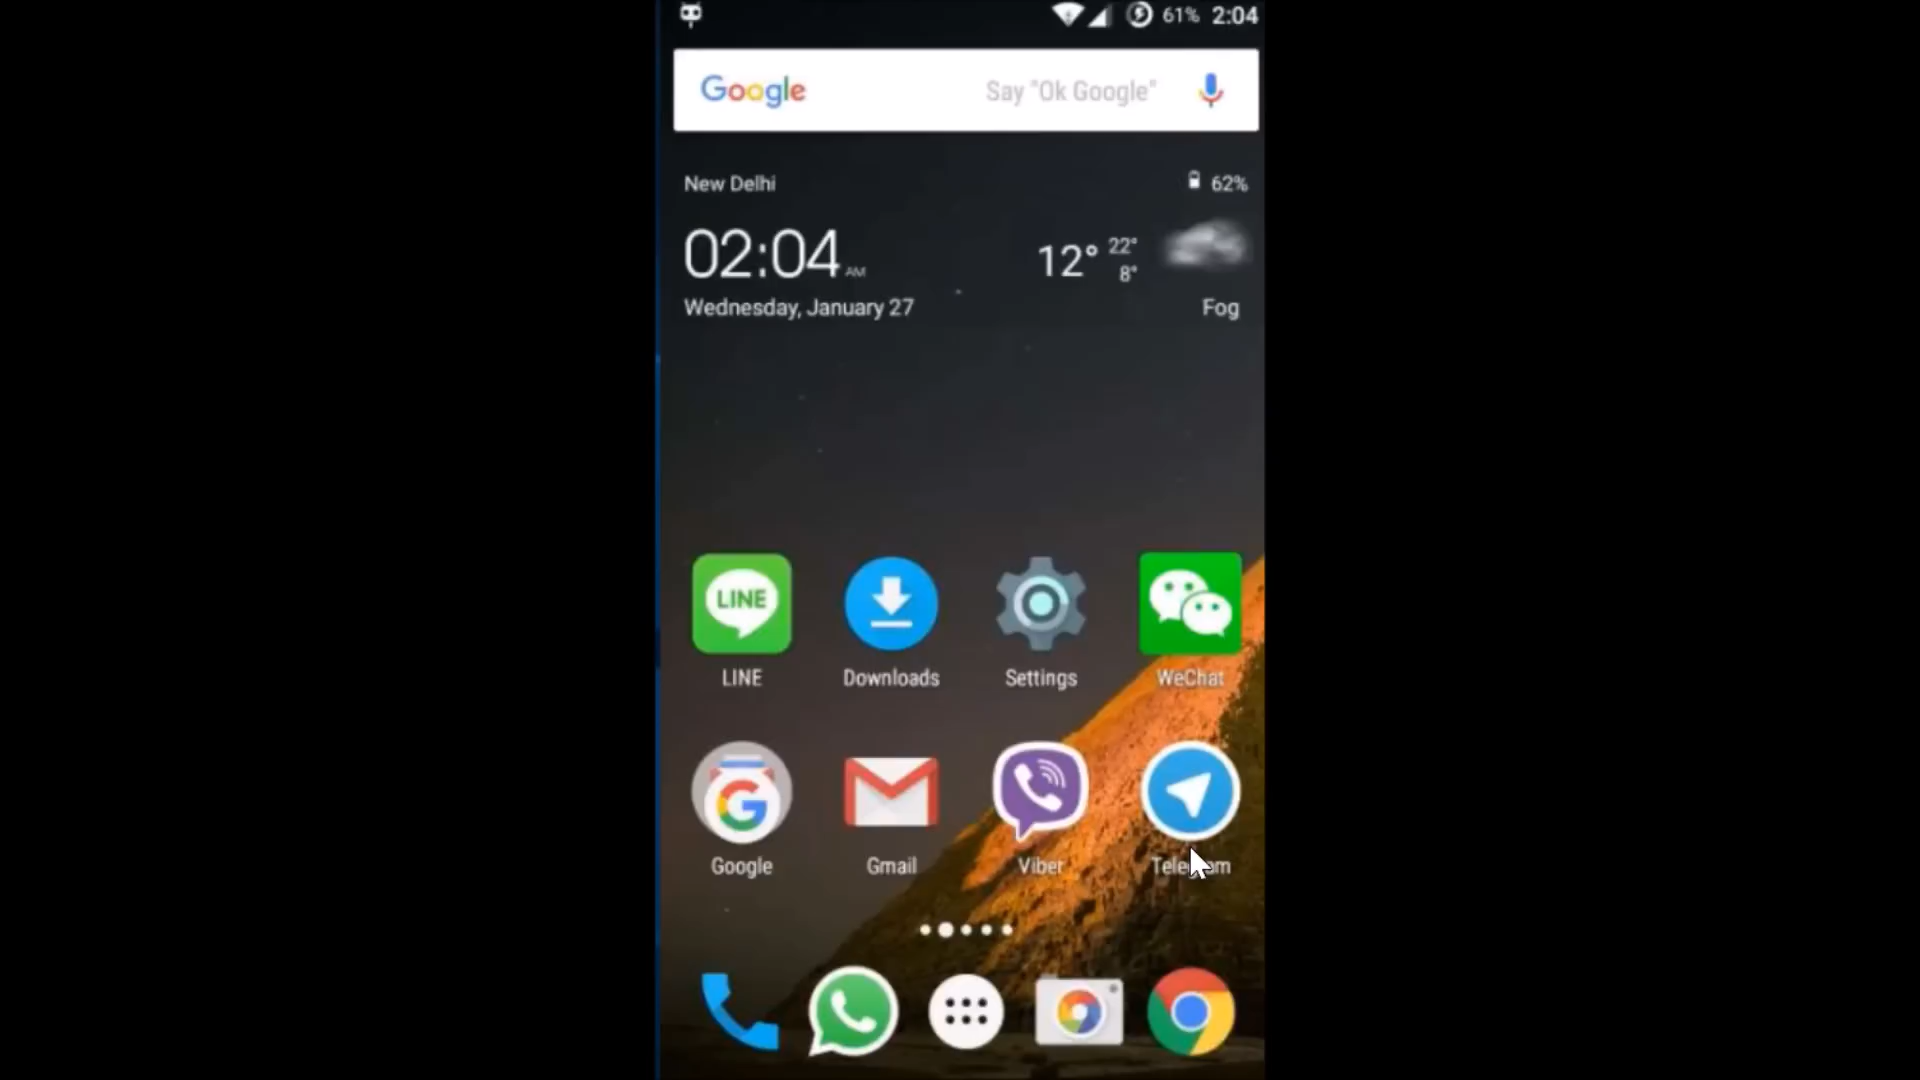 61% 2:04
Google Say "Ok Google"
New Delhi 62%
02:04 AM 12° 22° 8°
Wednesday, January 27 Fog
LINE
LINE Downloads Settings WeChat
G
Google Gmail Viber